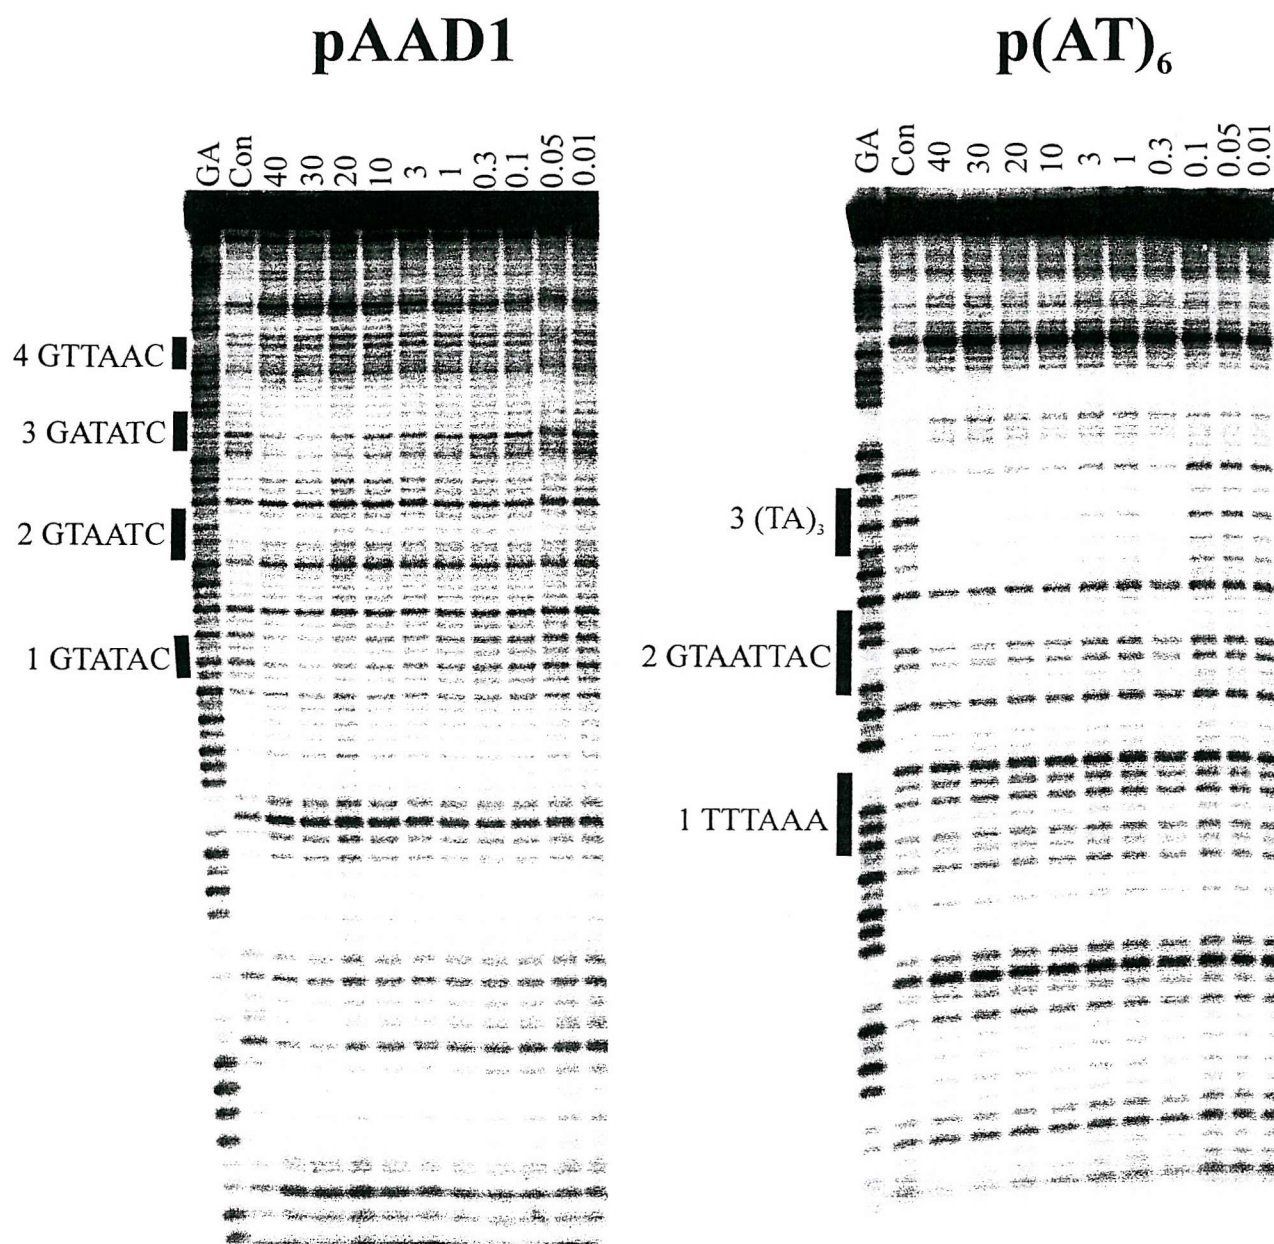 pAAD1
GA Con 40 30 20 10 3 1 0.3 0.1 0.05 0.01
4 GTTAAC
3 GATATC
2 GTAATC
1 GTATAC
p(AT)₆
GA Con 40 30 20 10 3 1 0.3 0.1 0.05 0.01
3 (TA)₃
2 GTAATTAC
1 TTTAAA